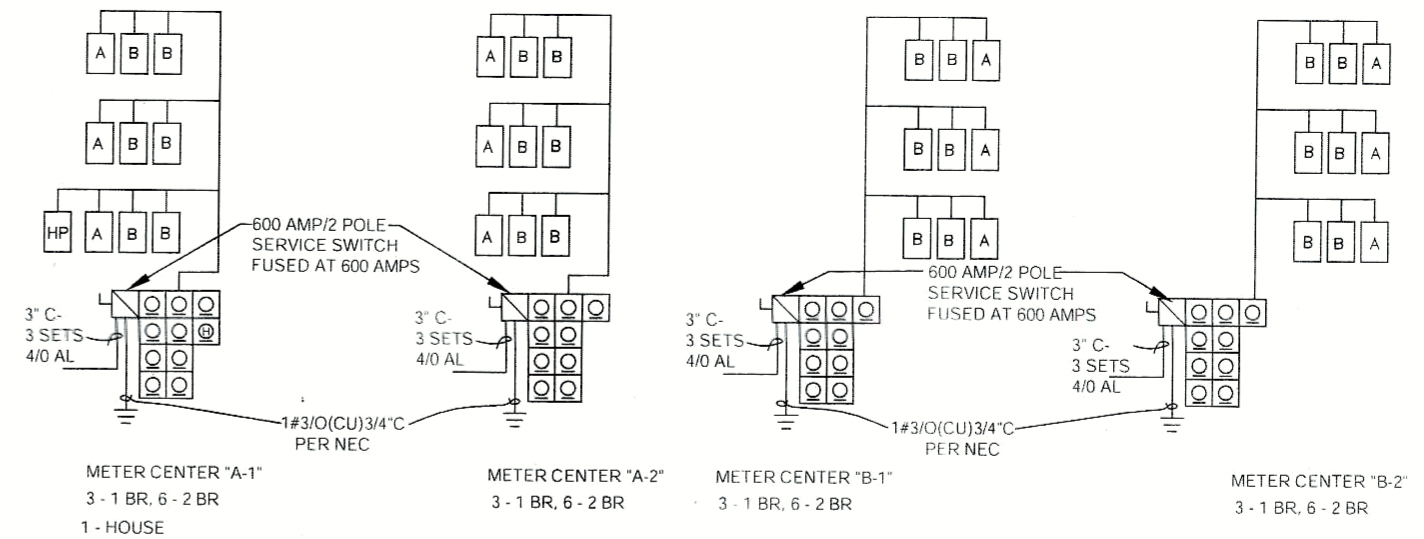 A B B
A B B
B B A
B B A
A B B
A B B
B B A
B B A
HP A B B
A B B
B B A
B B A
600 AMP/2 POLE
SERVICE SWITCH
FUSED AT 600 AMPS
600 AMP/2 POLE
SERVICE SWITCH
FUSED AT 600 AMPS
3" C-
3 SETS
4/0 AL
H
3" C-
3 SETS
4/0 AL
3" C-
3 SETS
4/0 AL
3" C-
3 SETS
4/0 AL
1#3/O(CU)3/4"C
PER NEC
1#3/O(CU)3/4"C
PER NEC
METER CENTER "A-1"
3 - 1 BR, 6 - 2 BR
1 - HOUSE
METER CENTER "A-2"
3 - 1 BR, 6 - 2 BR
METER CENTER "B-1"
3 - 1 BR, 6 - 2 BR
METER CENTER "B-2"
3 - 1 BR, 6 - 2 BR